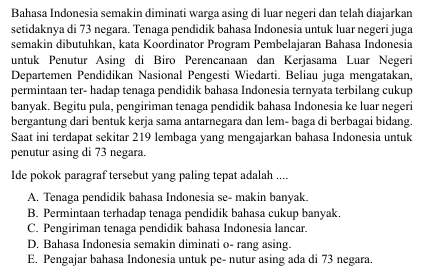 Bahasa Indonesia semakin diminati warga asing di luar negeri dan telah diajarkan
setidaknya di 73 negara. Tenaga pendidik bahasa Indonesia untuk luar negeri juga
semakin dibutuhkan, kata Koordinator Program Pembelajaran Bahasa Indonesia
untuk Penutur Asing di Biro Perencanaan dan Kerjasama Luar Negeri
Departemen Pendidikan Nasional Pengesti Wiedarti. Beliau juga mengatakan,
permintaan ter- hadap tenaga pendidik bahasa Indonesia ternyata terbilang cukup
banyak. Begitu pula, pengiriman tenaga pendidik bahasa Indonesia ke luar negeri
bergantung dari bentuk kerja sama antarnegara dan lem- baga di berbagai bidang.
Saat ini terdapat sekitar 219 lembaga yang mengajarkan bahasa Indonesia untuk
penutur asing di 73 negara.
Ide pokok paragraf tersebut yang paling tepat adalah ....
A. Tenaga pendidik bahasa Indonesia se- makin banyak.
B. Permintaan terhadap tenaga pendidik bahasa cukup banyak.
C. Pengiriman tenaga pendidik bahasa Indonesia lancar.
D. Bahasa Indonesia semakin diminati o- rang asing.
E. Pengajar bahasa Indonesia untuk pe- nutur asing ada di 73 negara.